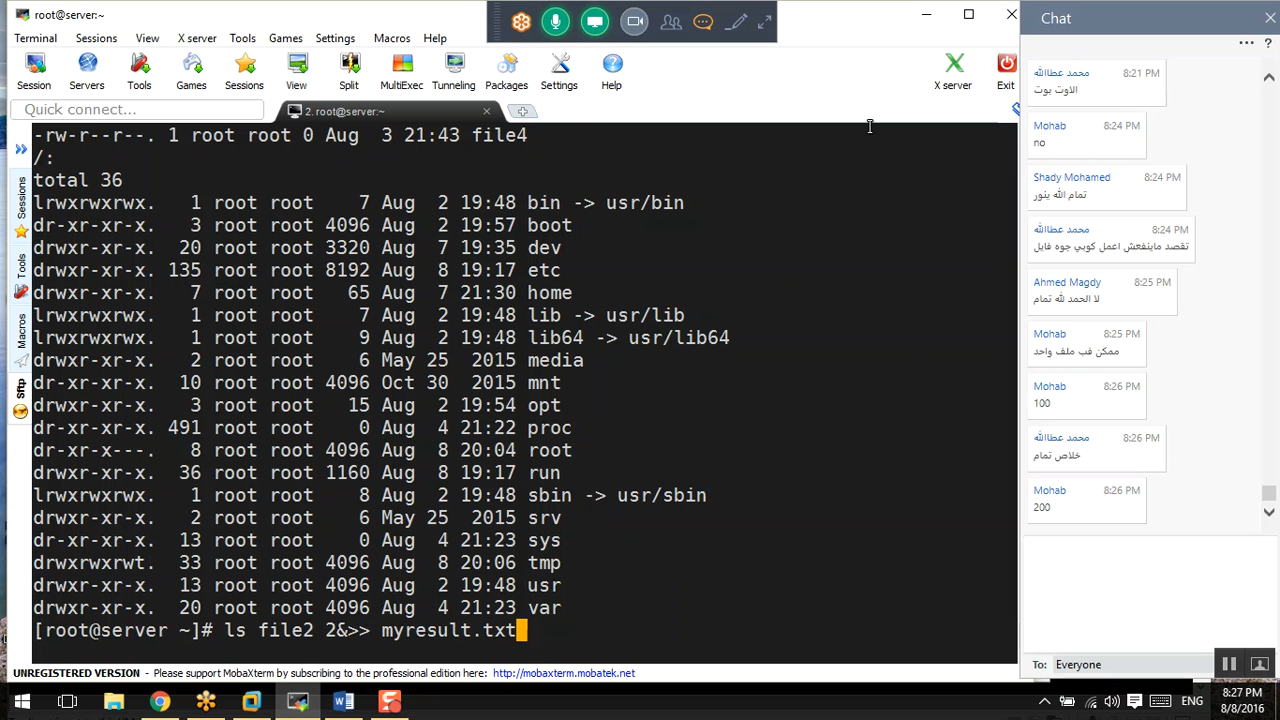 root@server:~
Terminal Sessions View X server Tools Games Settings Macros Help
Session Servers Tools Games Sessions View Split MultiExec Tunneling Packages Settings Help X server Exit
Quick connect...
2. root@server:~
Sessions
Tools
Macros
Sftp
-rw-r--r--. 1 root root 0 Aug  3 21:43 file4
/:
total 36
lrwxrwxrwx.   1 root root    7 Aug  2 19:48 bin -> usr/bin
dr-xr-xr-x.   3 root root 4096 Aug  2 19:57 boot
drwxr-xr-x.  20 root root 3320 Aug  7 19:35 dev
drwxr-xr-x. 135 root root 8192 Aug  8 19:17 etc
drwxr-xr-x.   7 root root   65 Aug  7 21:30 home
lrwxrwxrwx.   1 root root    7 Aug  2 19:48 lib -> usr/lib
lrwxrwxrwx.   1 root root    9 Aug  2 19:48 lib64 -> usr/lib64
drwxr-xr-x.   2 root root    6 May 25  2015 media
dr-xr-xr-x.  10 root root 4096 Oct 30  2015 mnt
drwxr-xr-x.   3 root root   15 Aug  2 19:54 opt
dr-xr-xr-x. 491 root root    0 Aug  4 21:22 proc
dr-xr-x---.   8 root root 4096 Aug  8 20:04 root
drwxr-xr-x.  36 root root 1160 Aug  8 19:17 run
lrwxrwxrwx.   1 root root    8 Aug  2 19:48 sbin -> usr/sbin
drwxr-xr-x.   2 root root    6 May 25  2015 srv
dr-xr-xr-x.  13 root root    0 Aug  4 21:23 sys
drwxrwxrwt.  33 root root 4096 Aug  8 20:06 tmp
drwxr-xr-x.  13 root root 4096 Aug  2 19:48 usr
drwxr-xr-x.  20 root root 4096 Aug  4 21:23 var
[root@server ~]# ls file2 2&>> myresult.txt
UNREGISTERED VERSION - Please support MobaXterm by subscribing to the professional edition here: http://mobaxterm.mobatek.net
Chat
محمد عطاالله 8:21 PM
الاوت بوت
Mohab 8:24 PM
no
Shady Mohamed 8:24 PM
تمام الله ينور
محمد عطاالله 8:24 PM
تقصد ماينفعش اعمل كوبي جوه فايل
Ahmed Magdy 8:25 PM
لا الحمد لله تمام
Mohab 8:25 PM
ممكن فب ملف واحد
Mohab 8:26 PM
100
محمد عطاالله 8:26 PM
خلاص تمام
Mohab 8:26 PM
200
To: Everyone
ENG
8:27 PM
8/8/2016